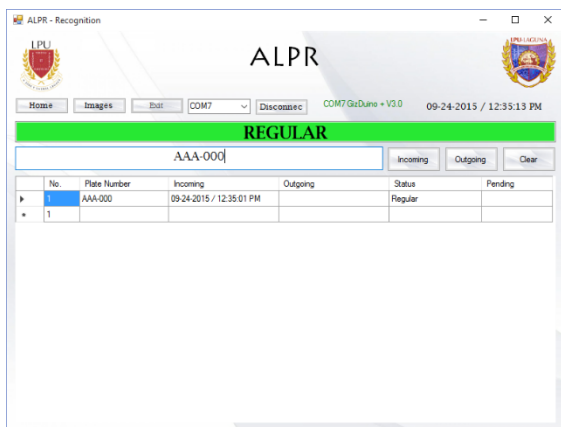 ALPR - Recognition
LPU
ALPR
LPU-LAGUNA
Home Images Exit COM7 Disconnec COM7 GizDuino + V3.0 09-24-2015 / 12:35:13 PM
REGULAR
AAA-000 Incoming Outgoing Clear
No. Plate Number Incoming Outgoing Status Pending
1 AAA-000 09-24-2015 / 12:35:01 PM Regular
1